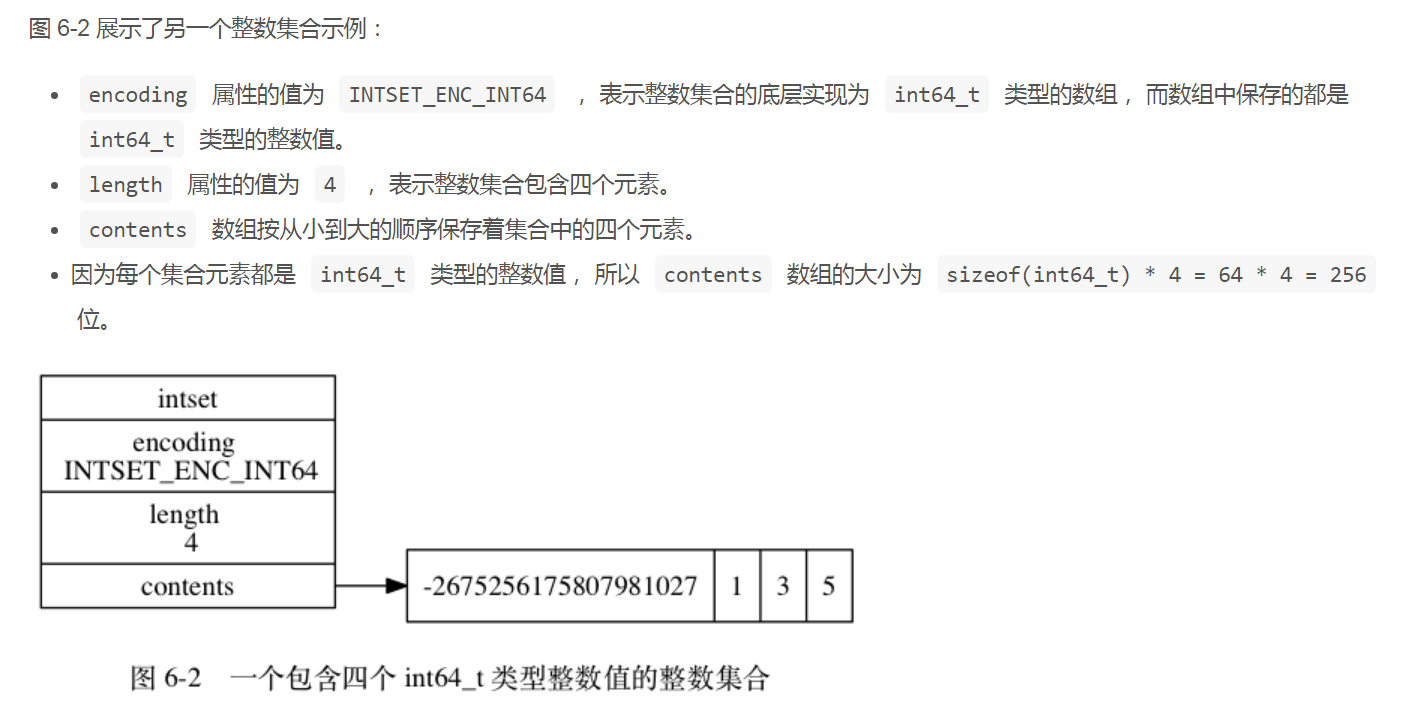 图 6-2 展示了另一个整数集合示例：
• encoding 属性的值为 INTSET_ENC_INT64 ，表示整数集合的底层实现为 int64_t 类型的数组，而数组中保存的都是
int64_t 类型的整数值。
• length 属性的值为 4 ，表示整数集合包含四个元素。
• contents 数组按从小到大的顺序保存着集合中的四个元素。
• 因为每个集合元素都是 int64_t 类型的整数值，所以 contents 数组的大小为 sizeof(int64_t) * 4 = 64 * 4 = 256
位。
intset
encoding
INTSET_ENC_INT64
length
4
contents
-2675256175807981027 1 3 5
图 6-2 一个包含四个 int64_t 类型整数值的整数集合